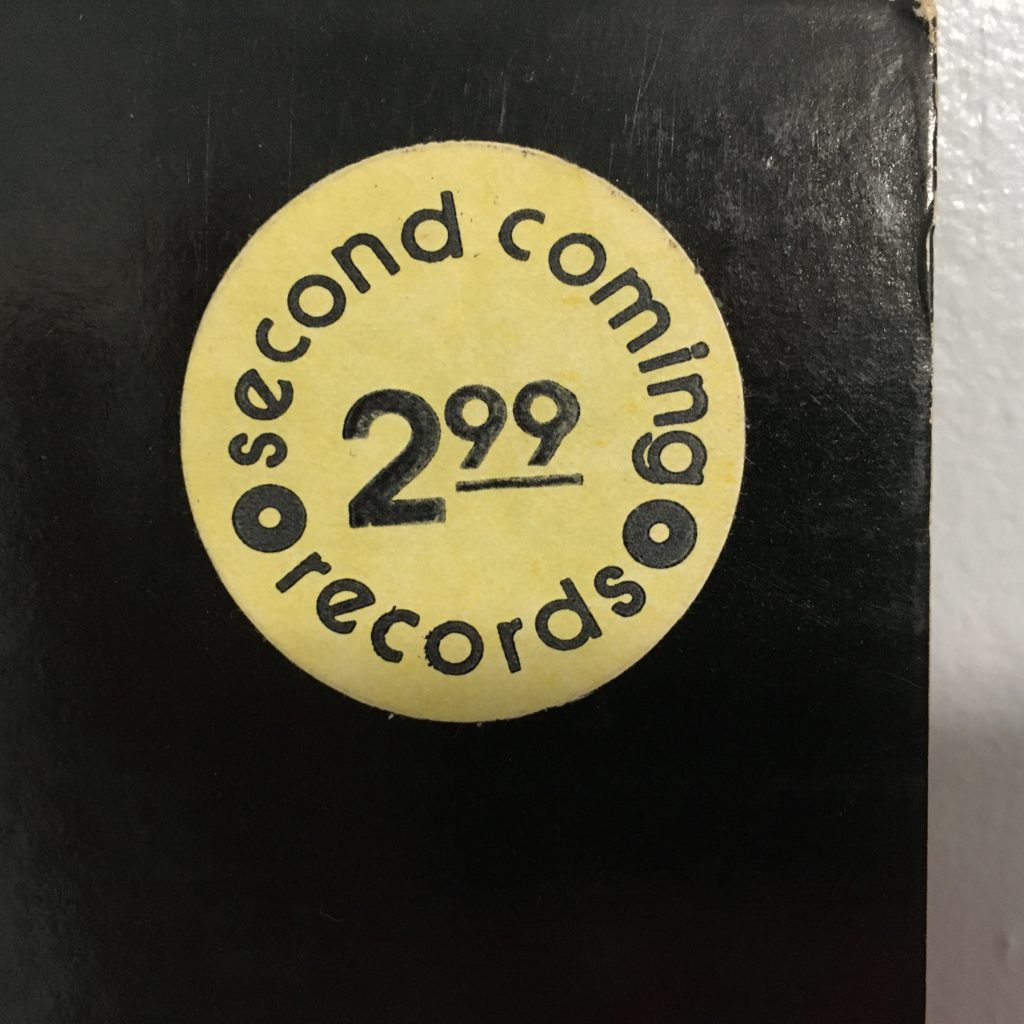 second coming
2.99
records